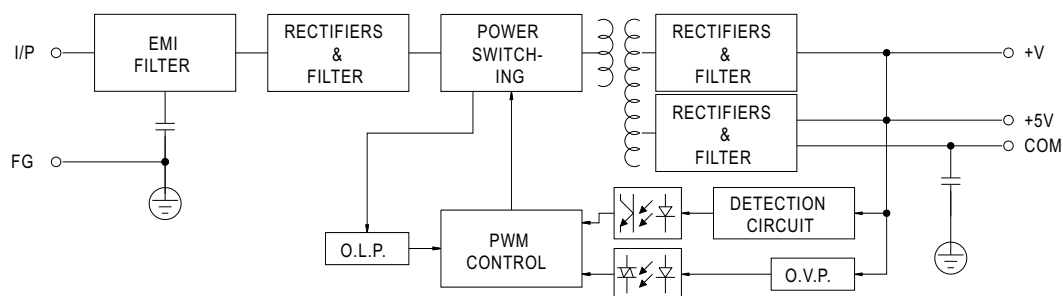 I/P
EMI
FILTER
RECTIFIERS
&
FILTER
POWER
SWITCH-
ING
RECTIFIERS
&
FILTER
+V
RECTIFIERS
&
FILTER
+5V
COM
FG
O.L.P.
PWM
CONTROL
DETECTION
CIRCUIT
O.V.P.